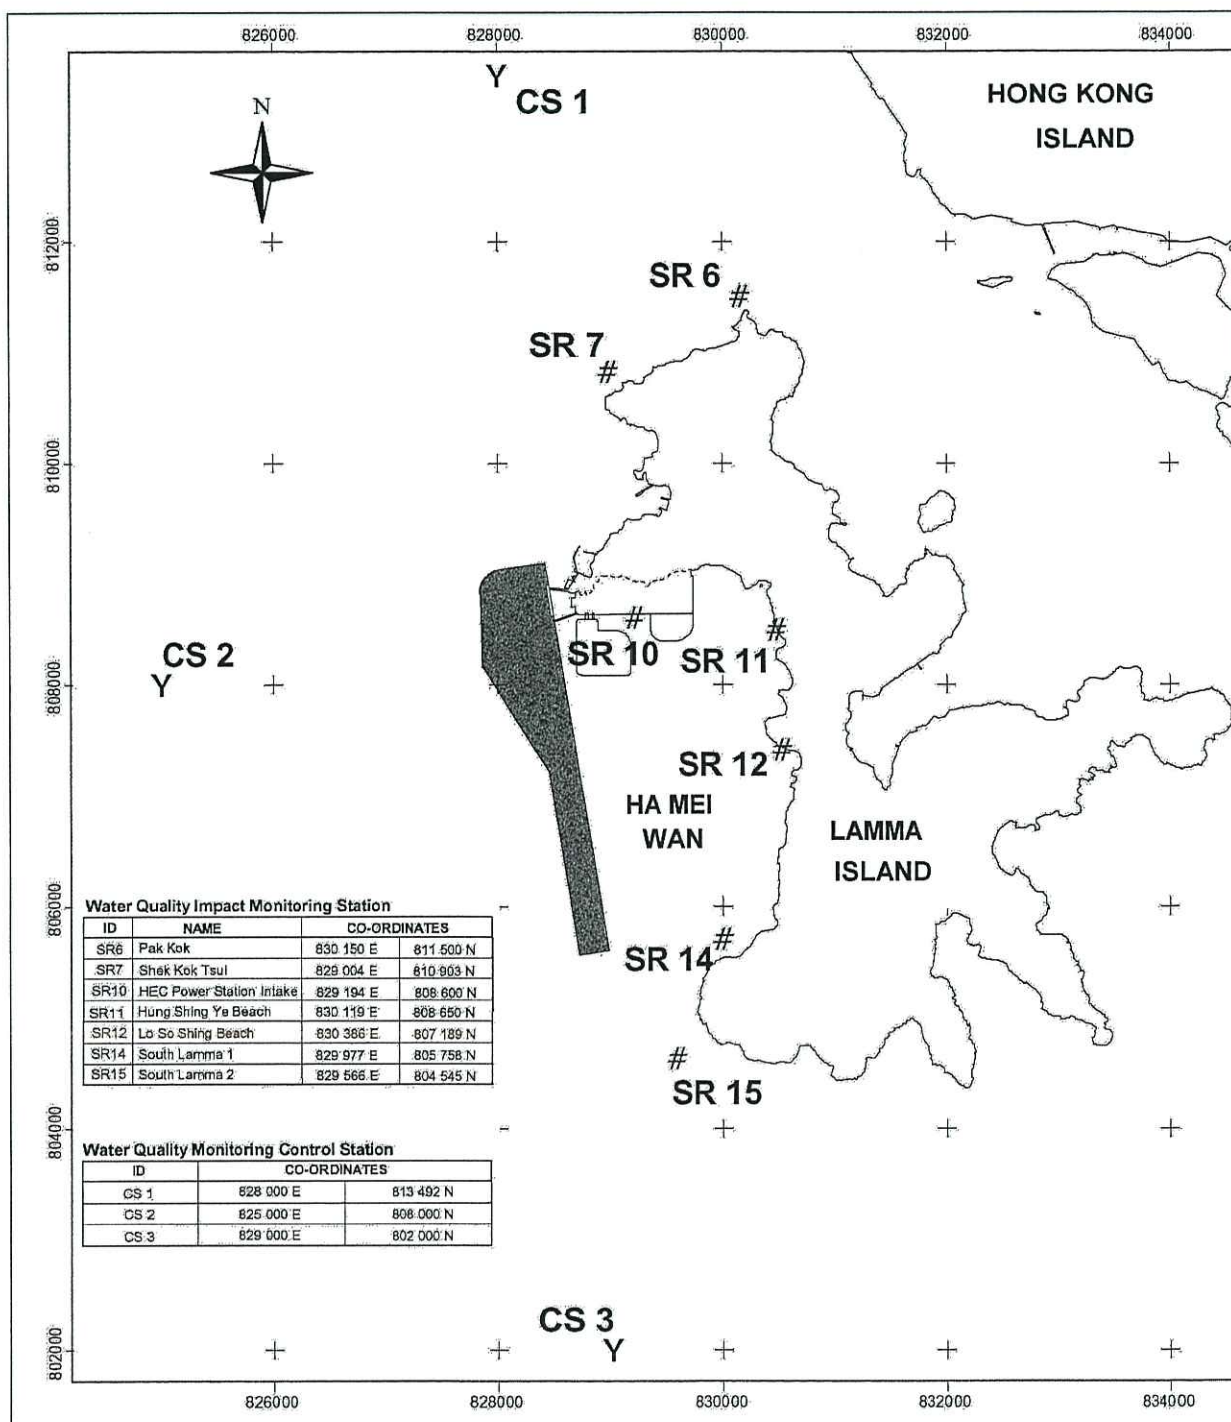 826000 828000 830000 832000 834000
Y
CS 1
HONG KONG
ISLAND
N
812000
SR 6
#
SR 7
#
810000
CS 2
Y
#
SR 10
#
SR 11
808000
#
SR 12
HA MEI
WAN
LAMMA
ISLAND
806000
#
SR 14
#
SR 15
Water Quality Impact Monitoring Station
ID NAME CO-ORDINATES
SR6 Pak Kok 830 150 E 811 500 N
SR7 Shek Kok Tsui 829 004 E 810 903 N
SR10 HEC Power Station Intake 829 194 E 808 600 N
SR11 Hung Shing Ye Beach 830 119 E 808 650 N
SR12 Lo So Shing Beach 830 386 E 807 189 N
SR14 South Lamma 1 829 977 E 805 758 N
SR15 South Lamma 2 829 566 E 804 545 N
804000
Water Quality Monitoring Control Station
ID CO-ORDINATES
CS 1 828 000 E 813 492 N
CS 2 825 000 E 808 000 N
CS 3 829 000 E 802 000 N
CS 3
Y
802000
826000 828000 830000 832000 834000